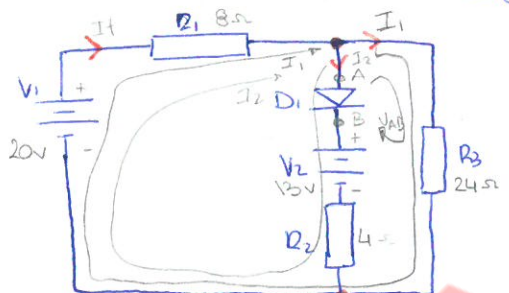 It R1 8Ω I1
I1 I2
I2 A
V1 + D1
B VAB
20V - + R3
V2 24Ω
13V -
R2 4Ω